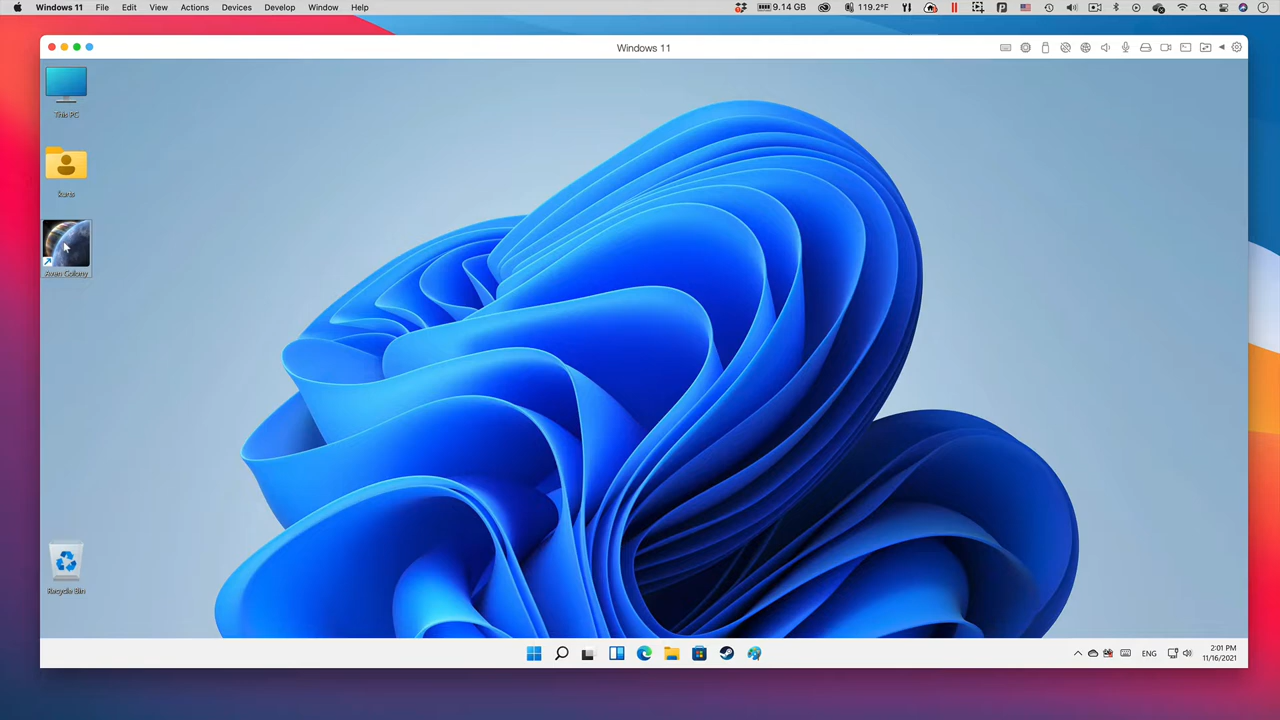 Windows 11 File Edit View Actions Devices Develop Window Help 9.14 GB 119.2°F
Windows 11
This PC
Aven Colony
Recycle Bin
ENG
2:01 PM
11/16/2021